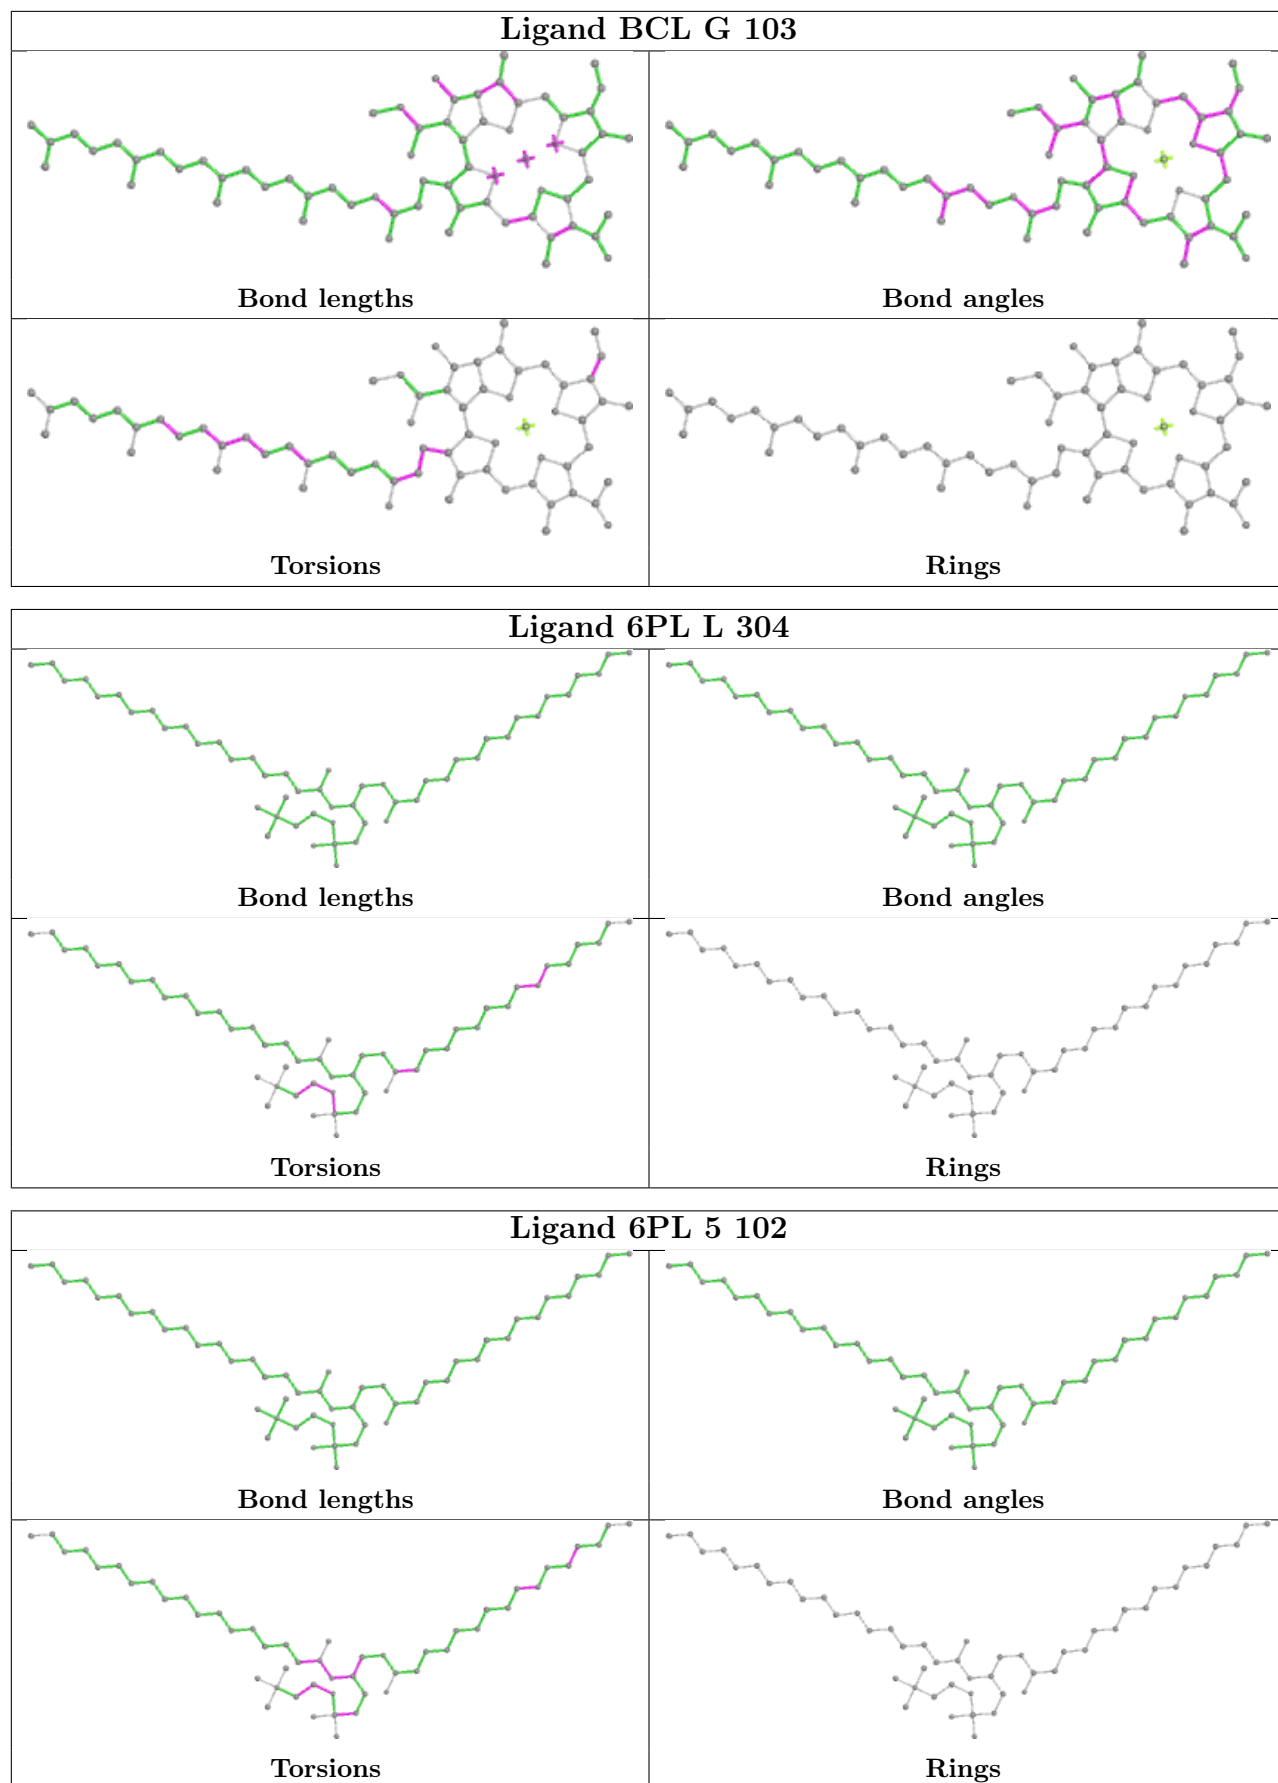 Ligand BCL G 103
Bond lengths
Bond angles
Torsions
Rings
Ligand 6PL L 304
Bond lengths
Bond angles
Torsions
Rings
Ligand 6PL 5 102
Bond lengths
Bond angles
Torsions
Rings